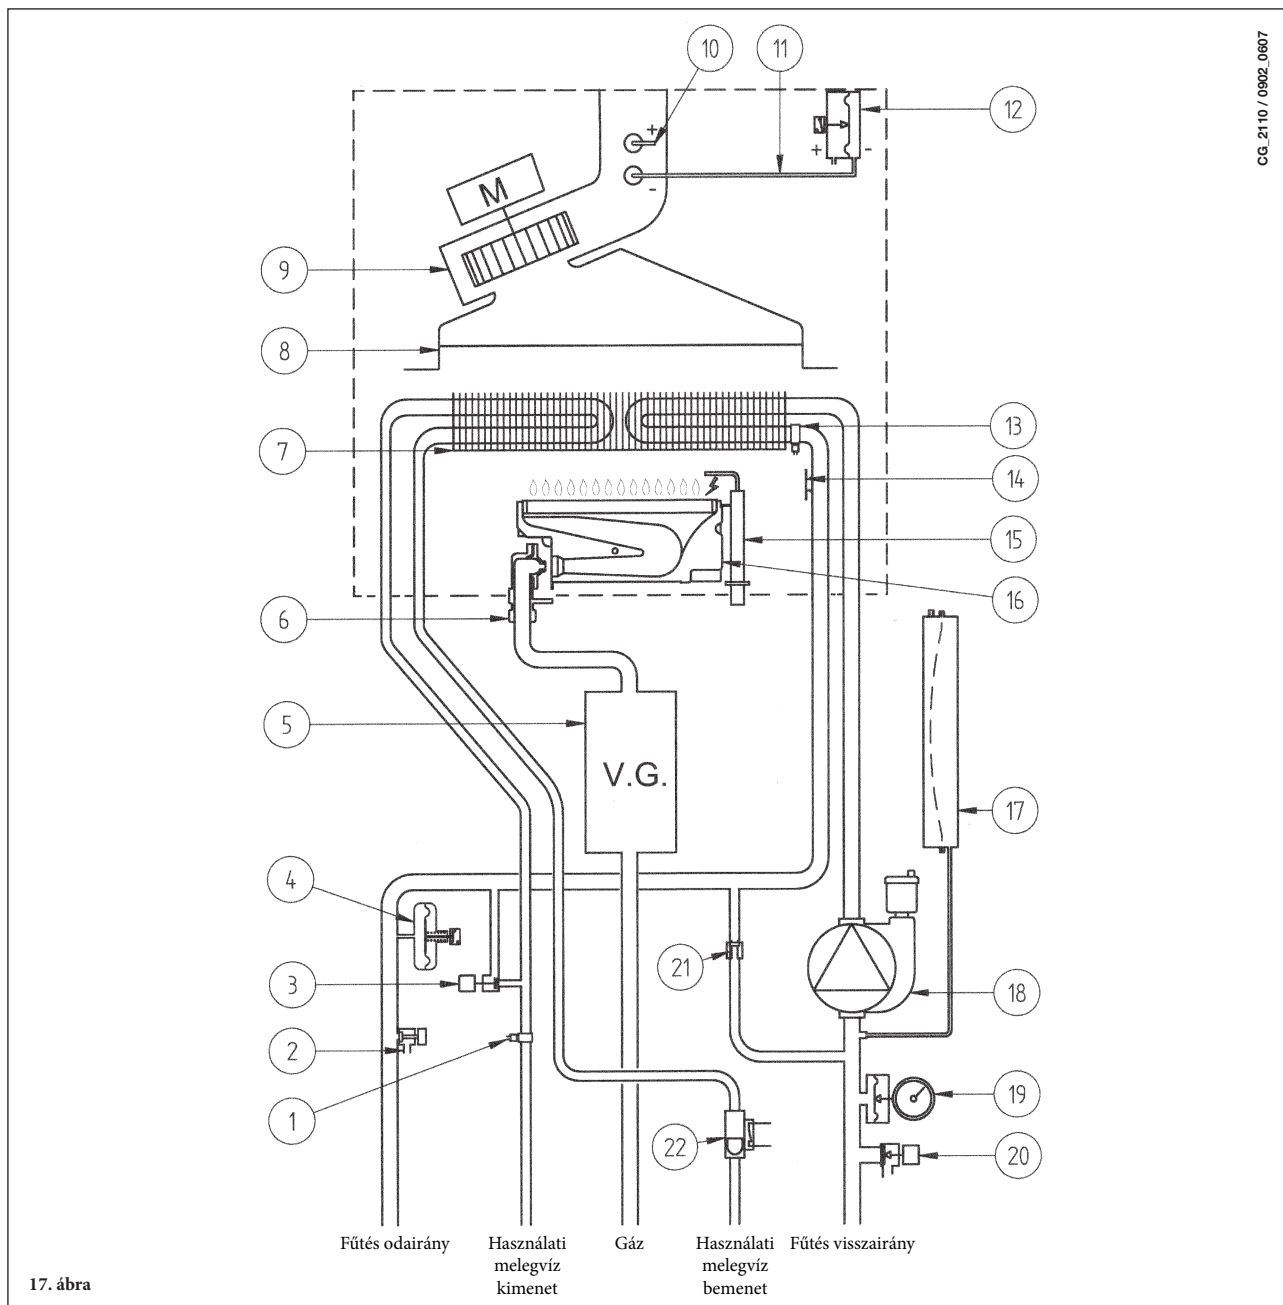 CG_2110 / 0902_0607
10
11
12
+
-
+
-
M
9
8
7
13
14
15
16
6
5
V.G.
17
4
3
21
18
2
1
19
22
20
Fűtés odairány
Használati
melegvíz
kimenet
Gáz
Használati
melegvíz
bemenet
Fűtés visszairány
17. ábra